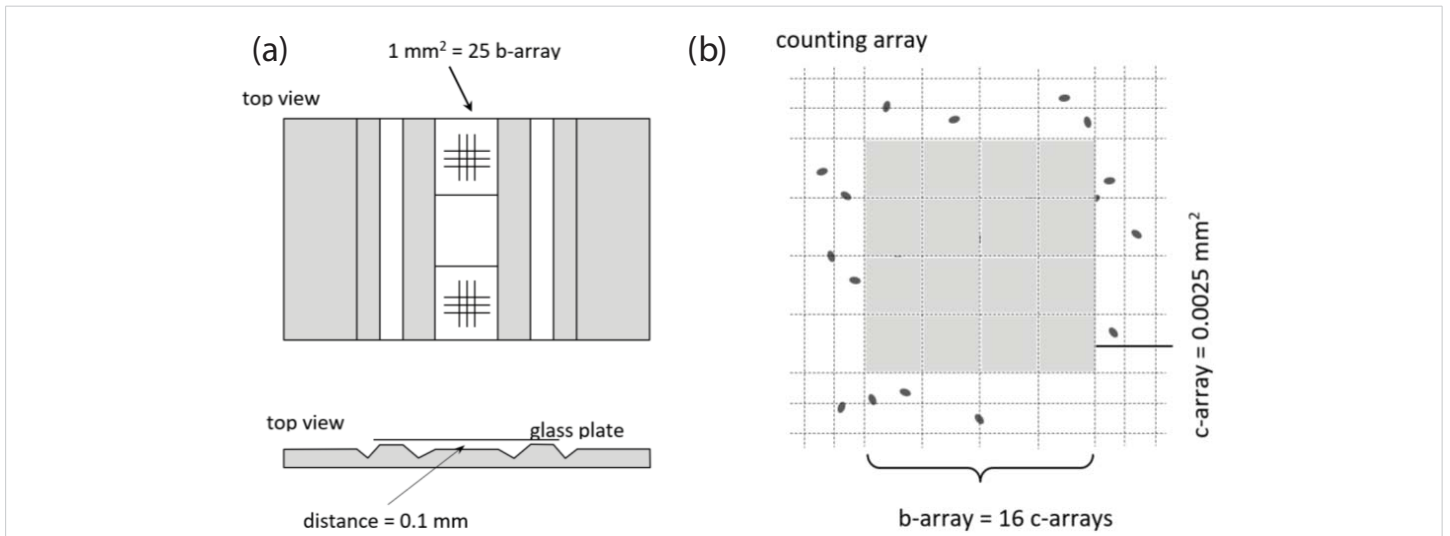 (a)
1 mm² = 25 b-array
top view
top view
glass plate
distance = 0.1 mm
(b)
counting array
c-array = 0.0025 mm²
b-array = 16 c-arrays